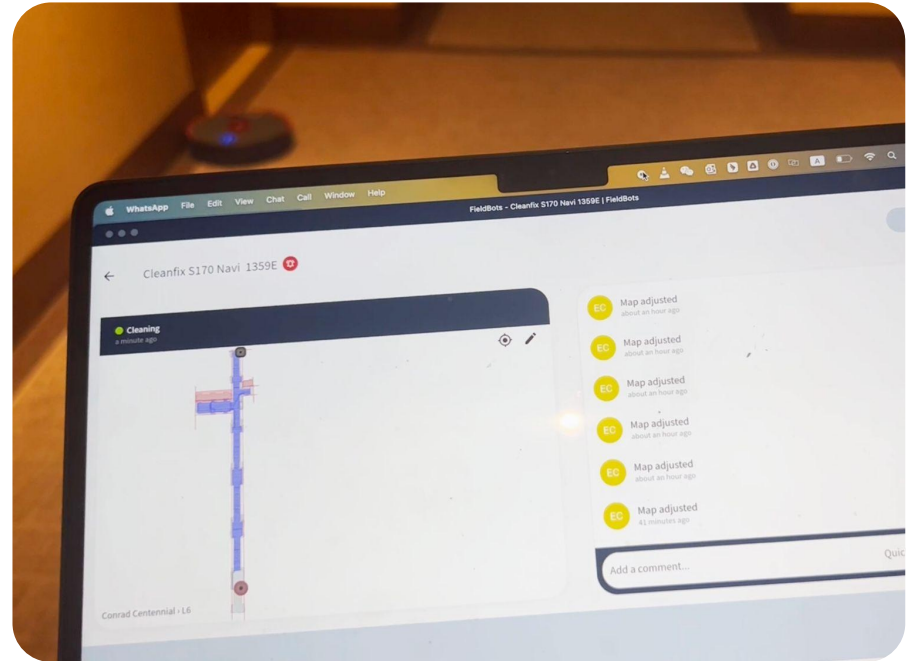 WhatsApp File Edit View Chat Call Window Help
A
FieldBots - Cleanfix S170 Navi 1359E | FieldBots
Cleanfix S170 Navi 1359E
Cleaning
a minute ago
Conrad Centennial - L6
EC Map adjusted
about an hour ago
EC Map adjusted
about an hour ago
EC Map adjusted
about an hour ago
EC Map adjusted
about an hour ago
EC Map adjusted
about an hour ago
EC Map adjusted
41 minutes ago
Add a comment...
Quic